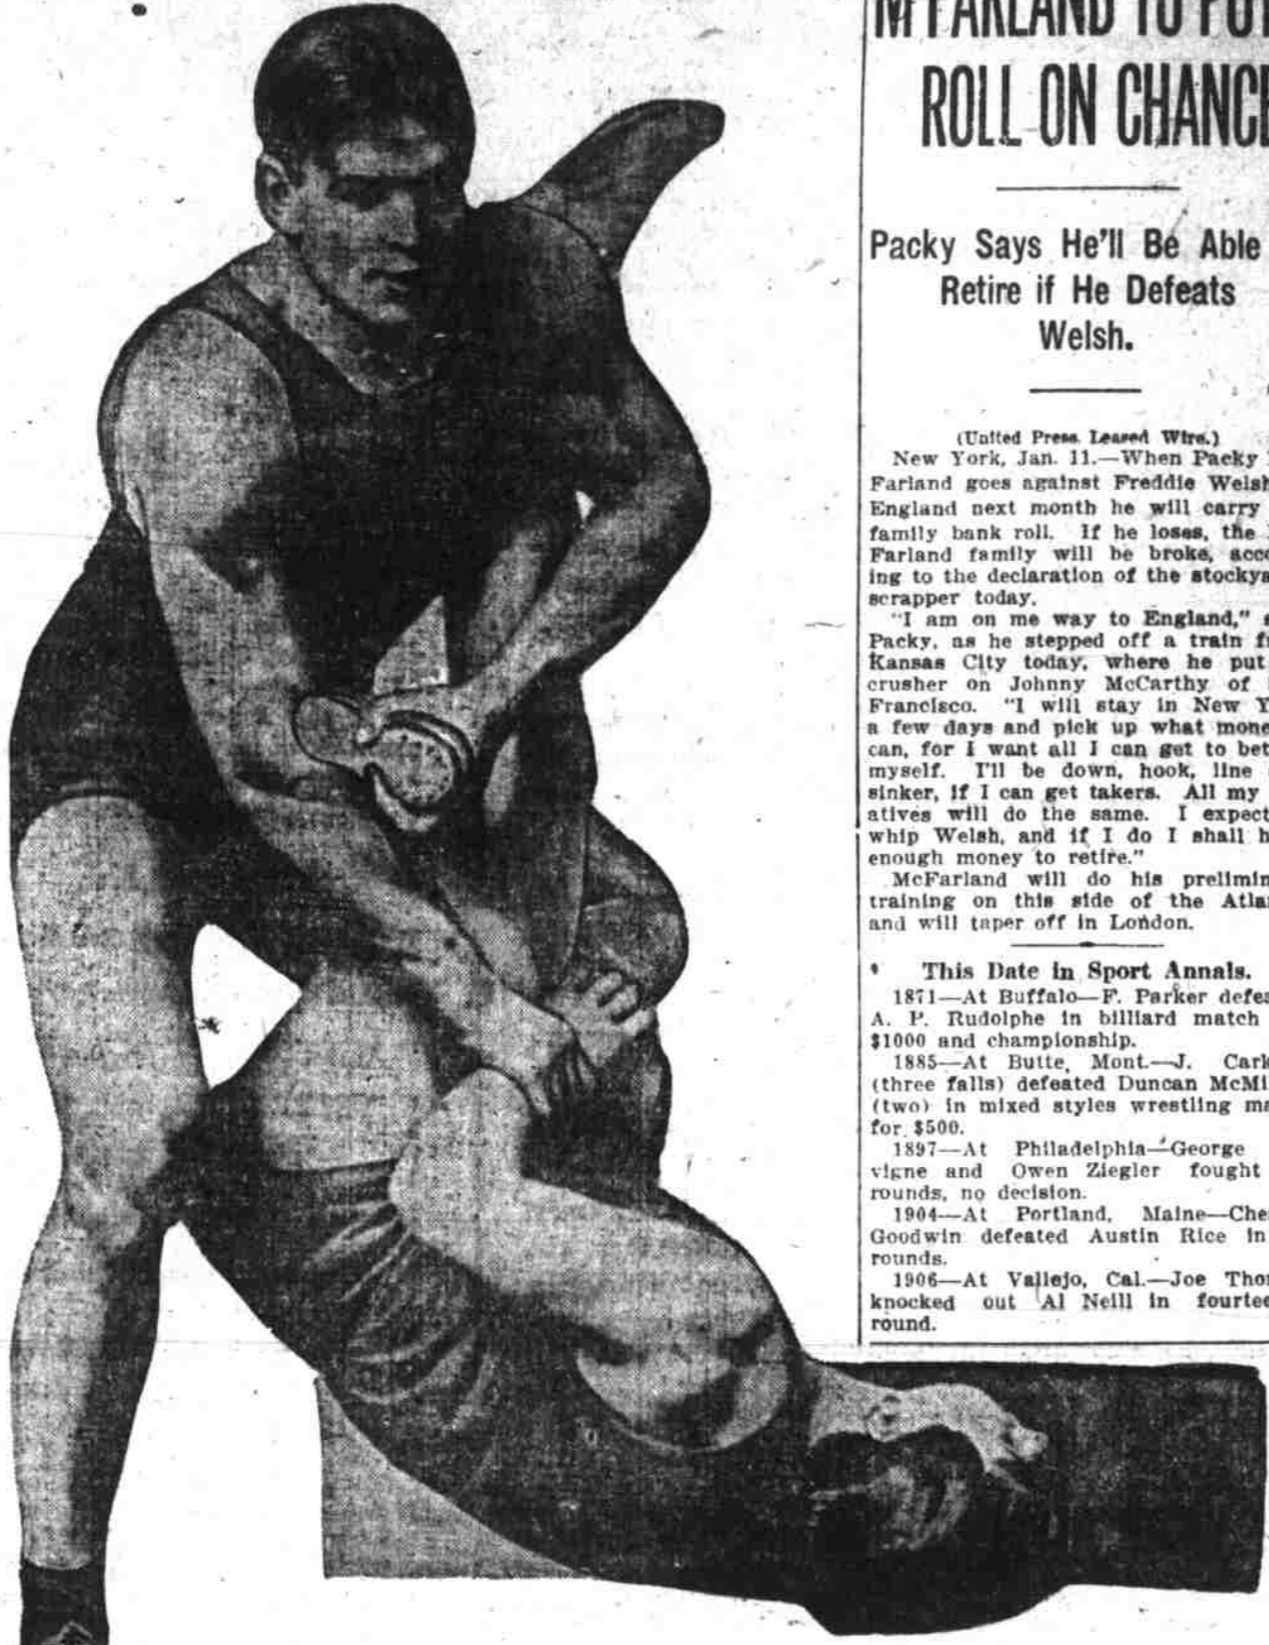 McFARLAND TO PUT
ROLL ON CHANCE
Packy Says He'll Be Able
Retire if He Defeats
Welsh.
(United Press Leased Wire.)
New York, Jan. 11.—When Packy
Farland goes against Freddie Welsh
England next month he will carry
family bank roll. If he loses, the
Farland family will be broke, acco
ing to the declaration of the stockya
scrapper today.
"I am on me way to England," s
Packy, as he stepped off a train fr
Kansas City today, where he put
crusher on Johnny McCarthy of
Francisco. "I will stay in New Y
a few days and pick up what mone
can, for I want all I can get to bet
myself. I'll be down, hook, line
sinker, if I can get takers. All my
atives will do the same. I expect
whip Welsh, and if I do I shall h
enough money to retire."
McFarland will do his prelimin
training on this side of the Atlan
and will taper off in London.
This Date in Sport Annals.
1871—At Buffalo—F. Parker defea
A. P. Rudolphe in billiard match
$1000 and championship.
1885—At Butte, Mont.—J. Cark
(three falls) defeated Duncan McMi
(two) in mixed styles wrestling ma
for $500.
1897—At Philadelphia—George
vigne and Owen Ziegler fought
rounds, no decision.
1904—At Portland, Maine—Ches
Goodwin defeated Austin Rice in
rounds.
1906—At Vallejo, Cal.—Joe Thom
knocked out Al Neill in fourtee
round.